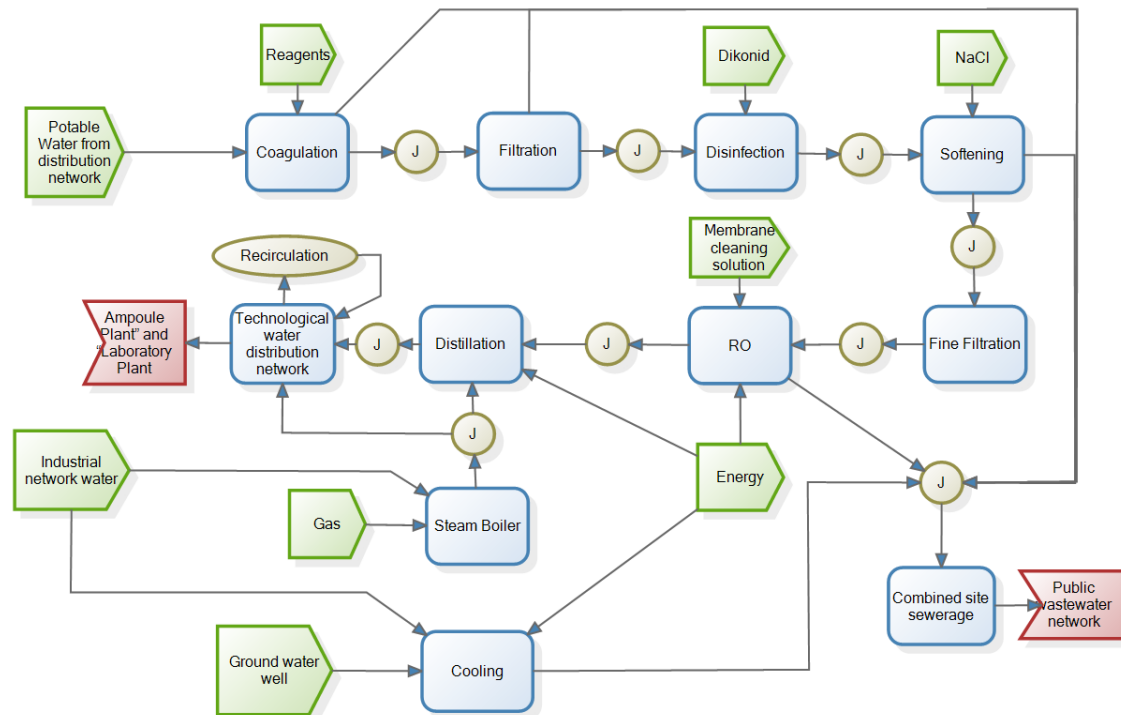 Reagents
Dikonid
NaCl
Potable
Water from
distribution
network
Coagulation
J
Filtration
J
Disinfection
J
Softening
Membrane
cleaning
solution
J
Recirculation
Ampoule
Plant” and
“Laboratory
Plant
Technological
water
distribution
network
J
Distillation
J
RO
J
Fine Filtration
J
Industrial
network water
Energy
J
Gas
Steam Boiler
Combined site
sewerage
Public
wastewater
network
Ground water
well
Cooling